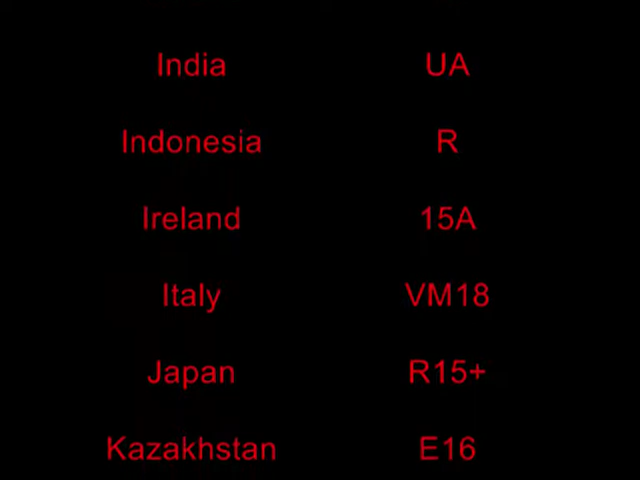 India UA
Indonesia R
Ireland 15A
Italy VM18
Japan R15+
Kazakhstan E16